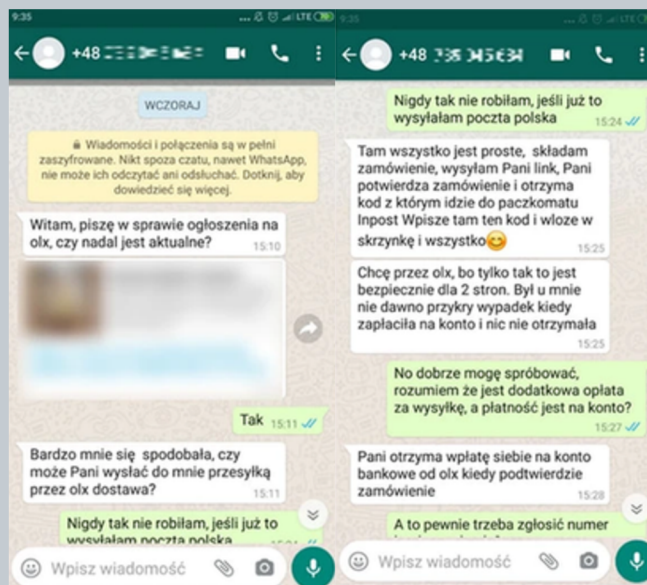 9:35
... LTE
+48
WCZORAJ
Wiadomości i połączenia są w pełni
zaszyfrowane. Nikt spoza czatu, nawet WhatsApp,
nie może ich odczytać ani odsłuchać. Dotknij, aby
dowiedzieć się więcej.
Witam, piszę w sprawie ogłoszenia na
olx, czy nadal jest aktualne?
15:10
Tak 15:11
Bardzo mnie się spodobała, czy
może Pani wysłać do mnie przesyłką
przez olx dostawa?
15:11
Nigdy tak nie robiłam, jeśli już to
wysyłałam poczta polska
Wpisz wiadomość
9:35
... LTE
+48
Nigdy tak nie robiłam, jeśli już to
wysyłałam poczta polska
15:24
Tam wszystko jest proste, składam
zamówienie, wysyłam Pani link, Pani
potwierdza zamówienie i otrzyma
kod z którym idzie do paczkomatu
Inpost Wpisze tam ten kod i wloze w
skrzynkę i wszystko😊
15:25
Chcę przez olx, bo tylko tak to jest
bezpiecznie dla 2 stron. Był u mnie
nie dawno przykry wypadek kiedy
zapłaciła na konto i nic nie otrzymała
15:25
No dobrze mogę spróbować,
rozumiem że jest dodatkowa opłata
za wysyłkę, a płatność jest na konto?
15:27
Pani otrzyma wpłatę siebie na konto
bankowe od olx kiedy podtwierdzie
zamówienie
15:28
A to pewnie trzeba zgłosić numer
Wpisz wiadomość